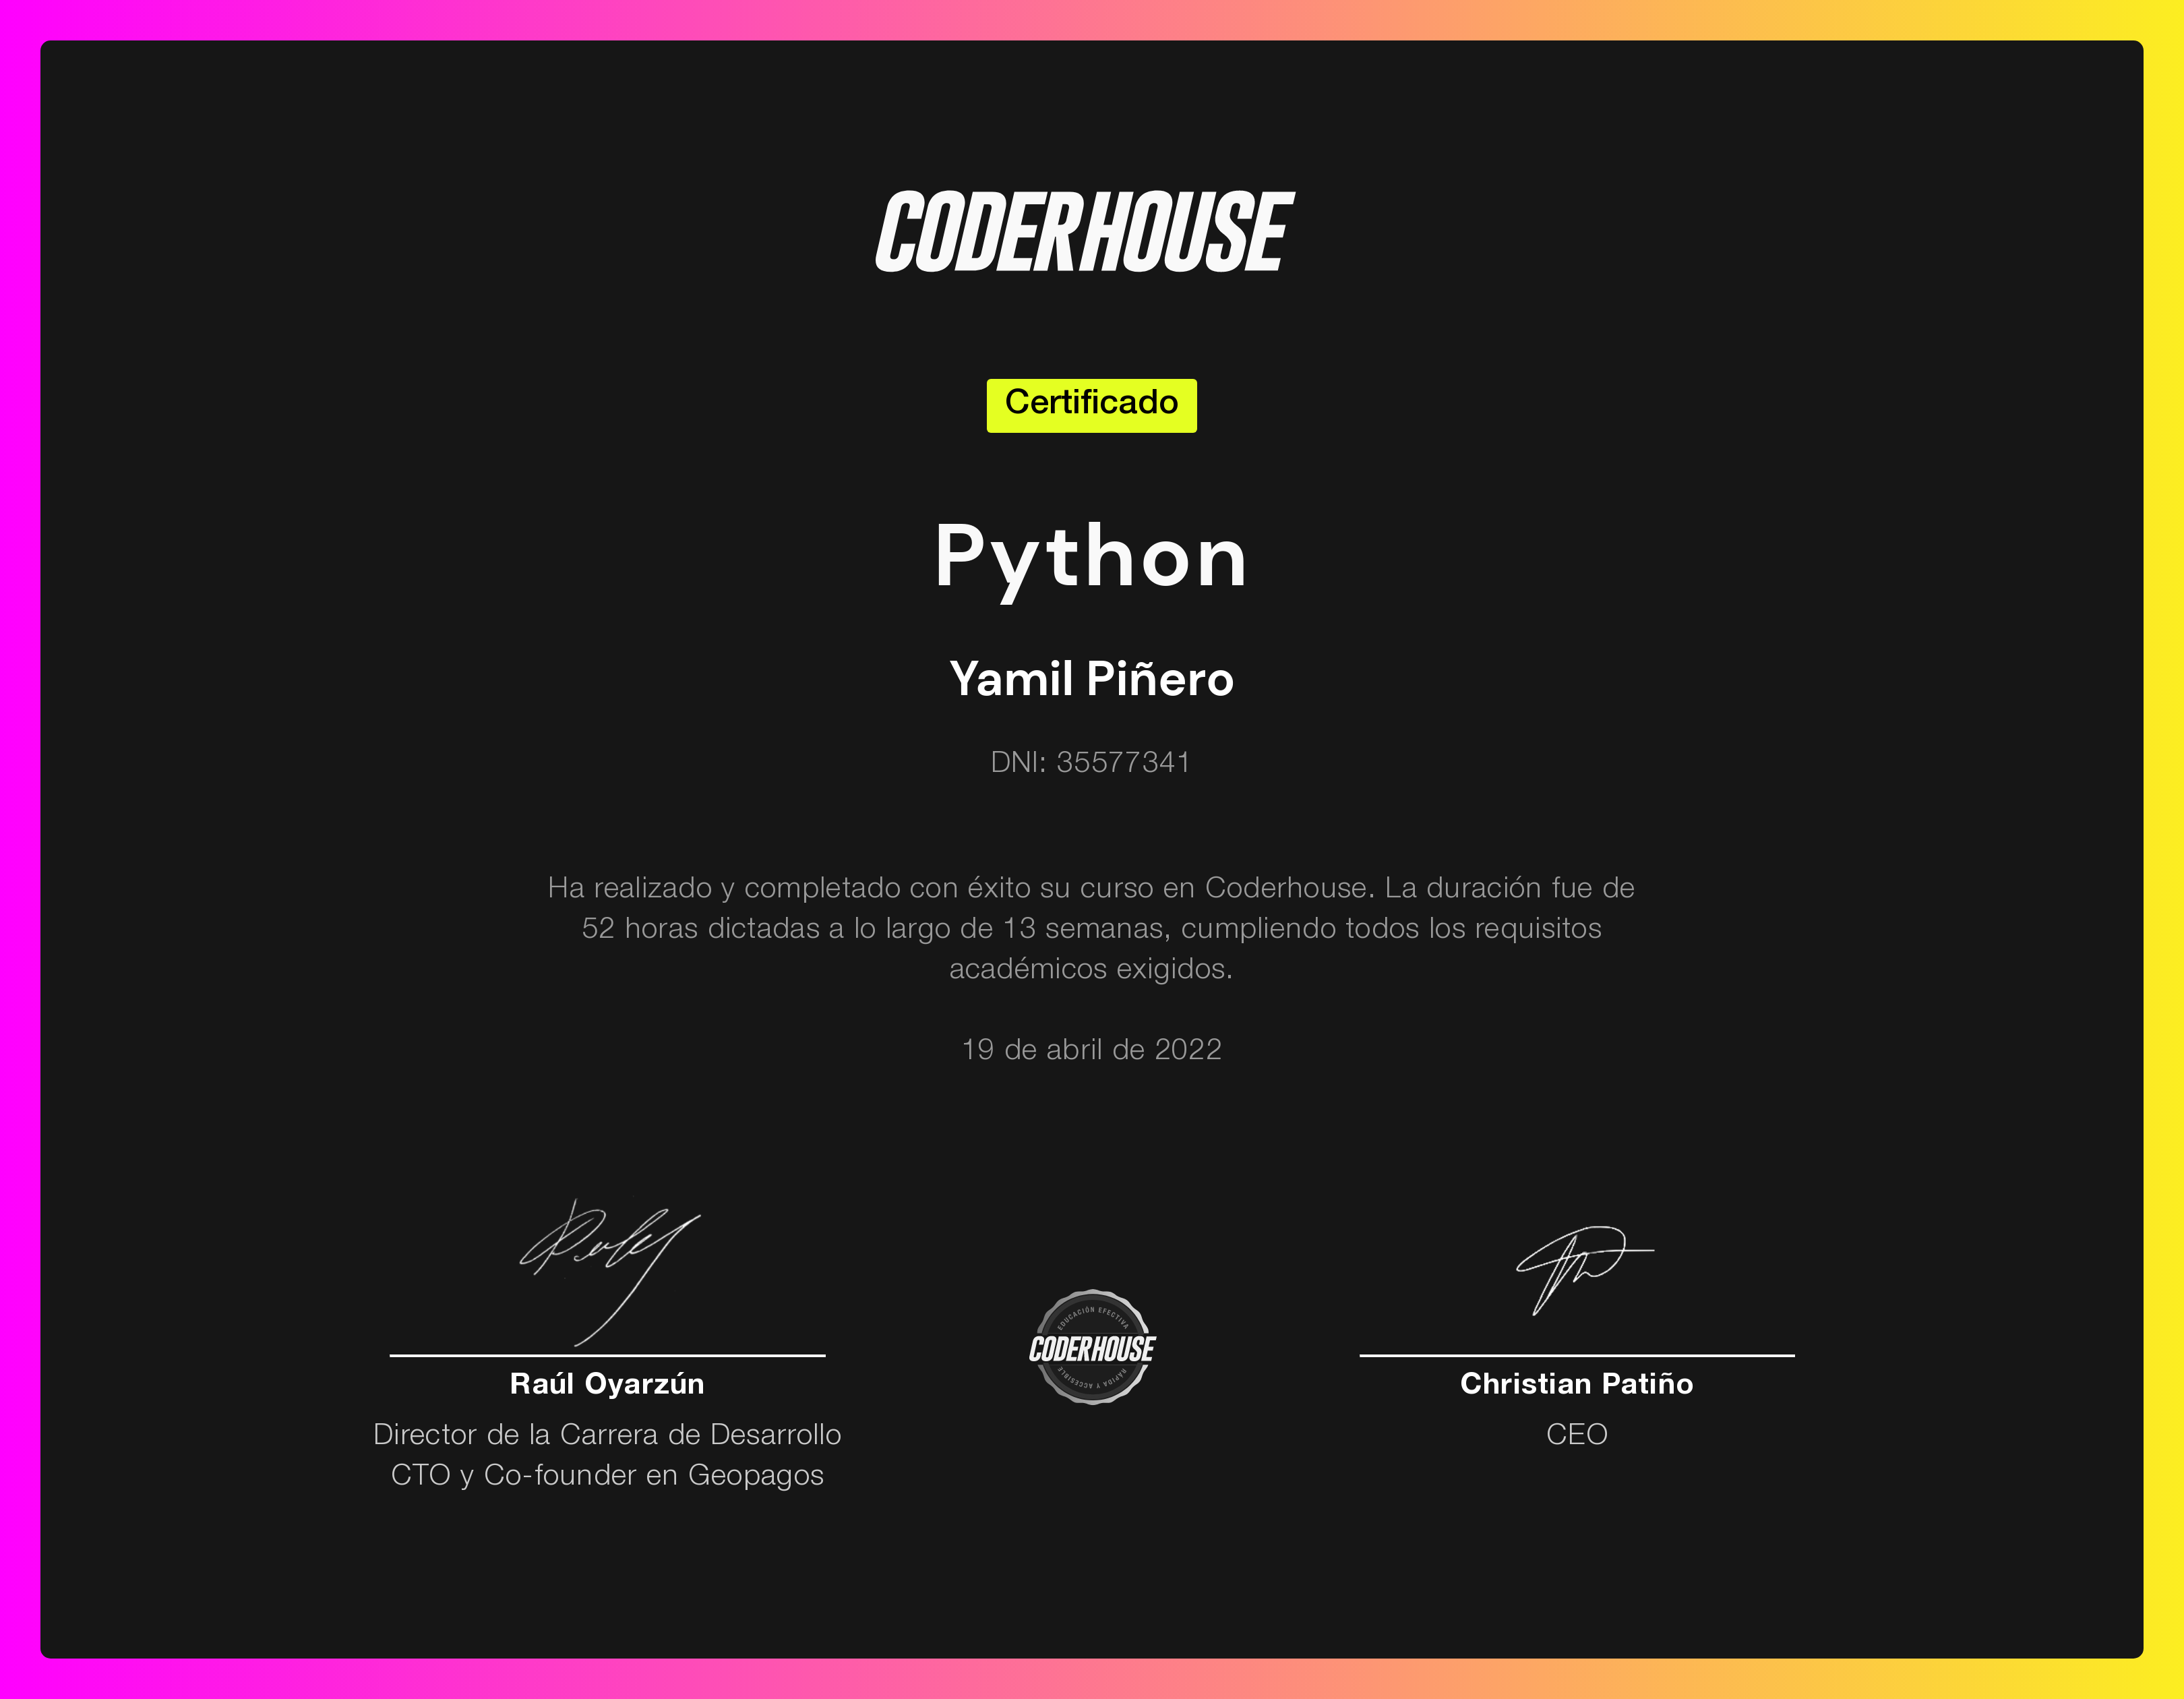 CODERHOUSE
Certificado
Python
Yamil Piñero
DNI: 35577341
Ha realizado y completado con éxito su curso en Coderhouse. La duración fue de
52 horas dictadas a lo largo de 13 semanas, cumpliendo todos los requisitos
académicos exigidos.
19 de abril de 2022
Raúl Oyarzún
Director de la Carrera de Desarrollo
CTO y Co-founder en Geopagos
EDUCACIÓN EFECTIVA
CODERHOUSE
RÁPIDA Y ACCESIBLE
Christian Patiño
CEO